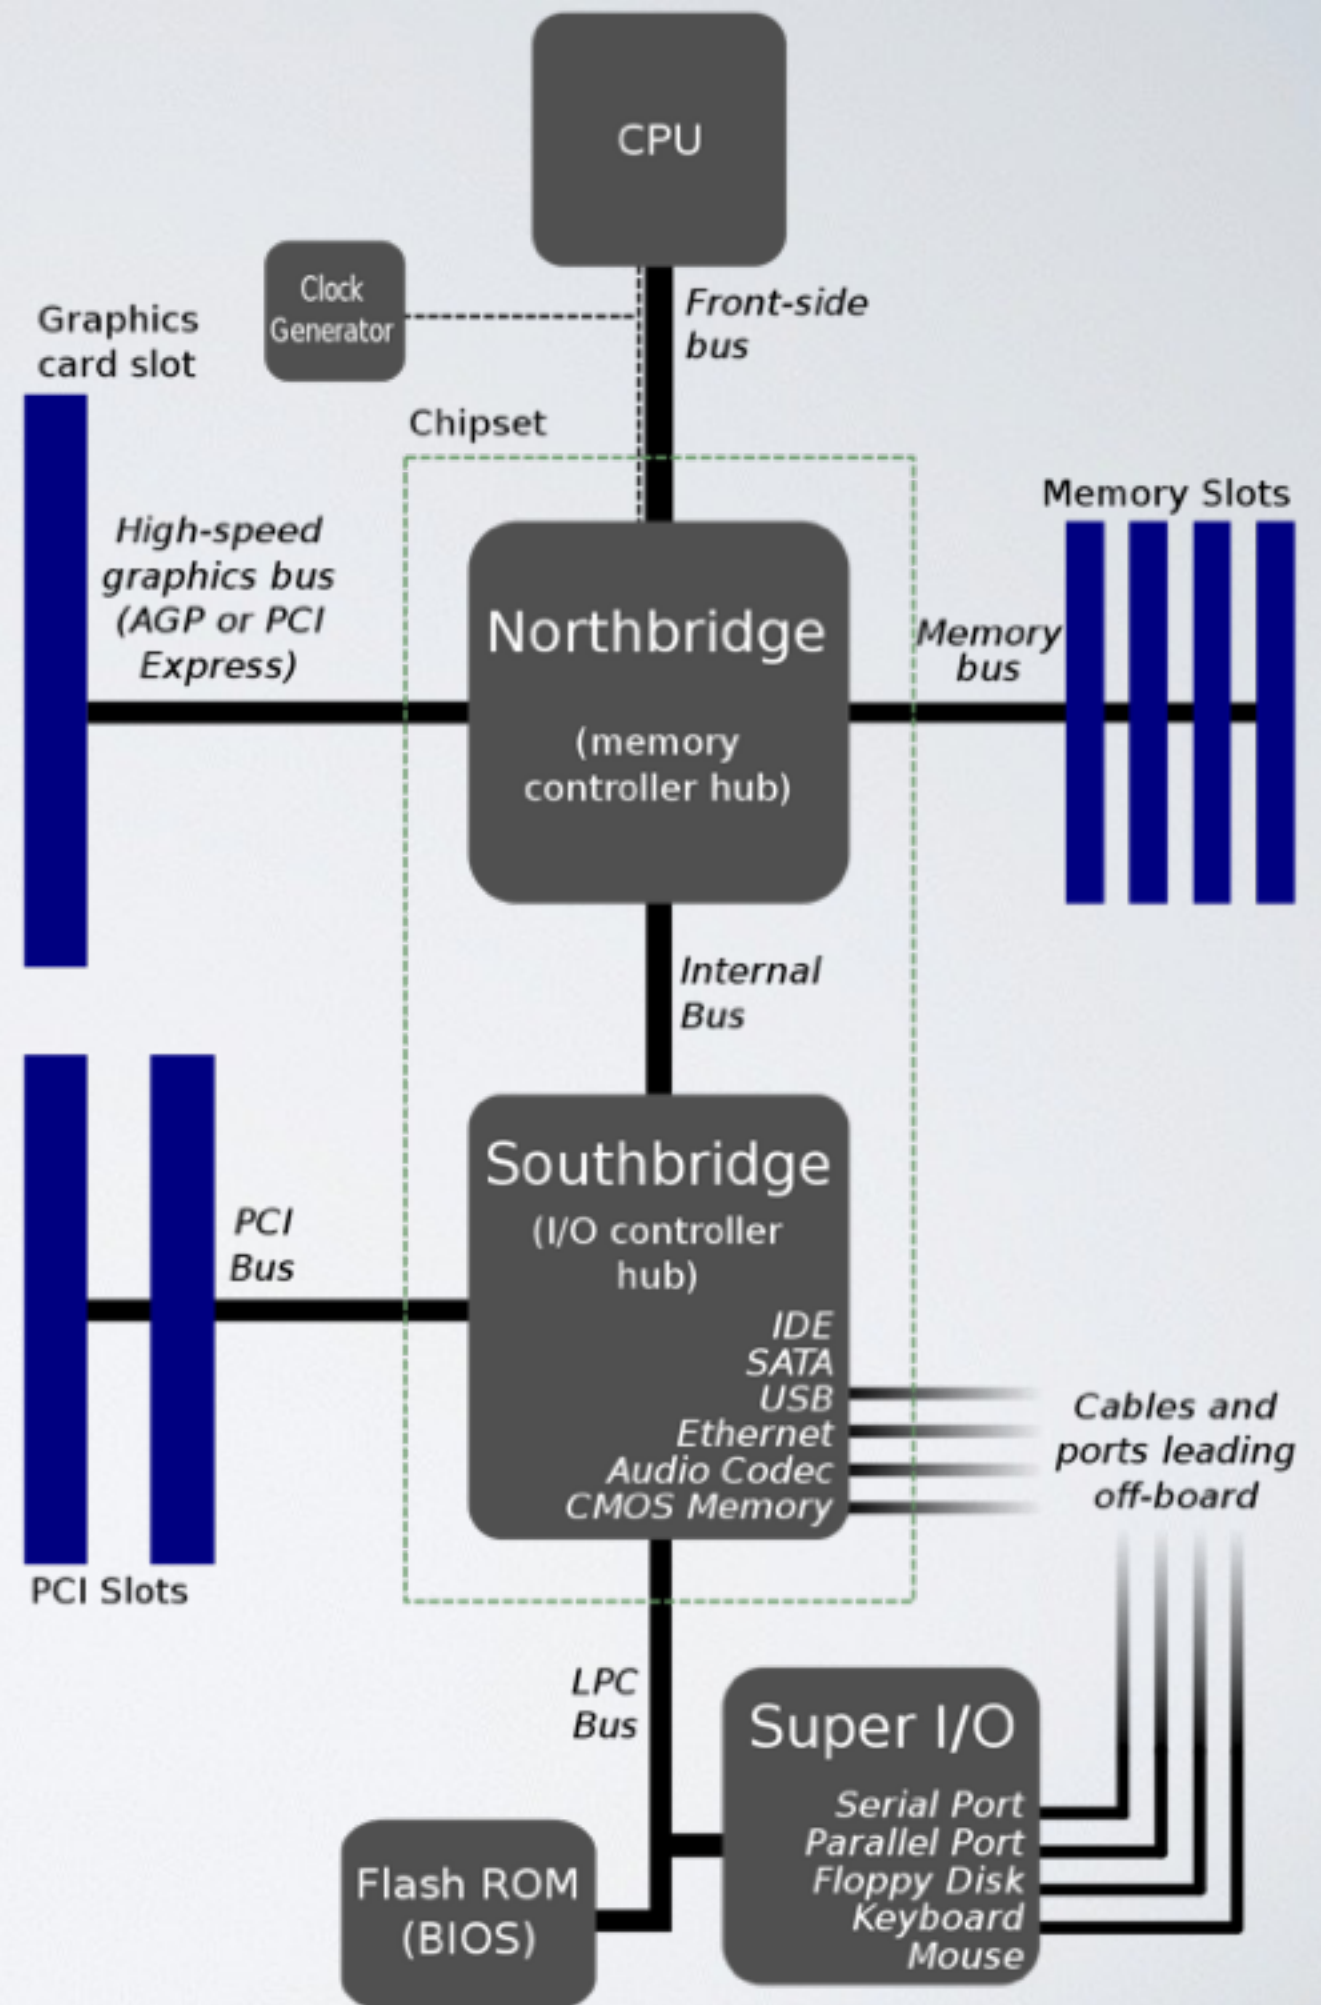 CPU
Clock
Generator
Front-side
bus
Graphics
card slot
Chipset
Memory Slots
High-speed
graphics bus
(AGP or PCI
Express)
Northbridge
(memory
controller hub)
Memory
bus
Internal
Bus
Southbridge
(I/O controller
hub)
IDE
SATA
USB
Ethernet
Audio Codec
CMOS Memory
PCI
Bus
PCI Slots
Cables and
ports leading
off-board
LPC
Bus
Super I/O
Serial Port
Parallel Port
Floppy Disk
Keyboard
Mouse
Flash ROM
(BIOS)